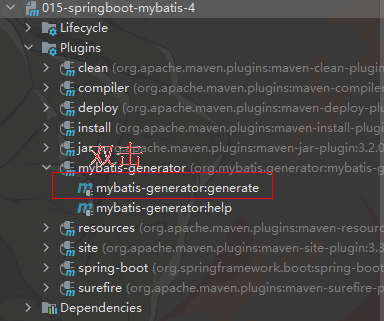 015-springboot-mybatis-4
Lifecycle
Plugins
clean (org.apache.maven.plugins:maven-clean-plugin
compiler (org.apache.maven.plugins:maven-compiler
deploy (org.apache.maven.plugins:maven-deploy-plu
install (org.apache.maven.plugins:maven-install-plugi
jar (org.apache.maven.plugins:maven-jar-plugin:3.2.0
双击
mybatis-generator (org.mybatis.generator:mybatis-g
mybatis-generator:generate
mybatis-generator:help
resources (org.apache.maven.plugins:maven-resour
site (org.apache.maven.plugins:maven-site-plugin:3.3
spring-boot (org.springframework.boot:spring-boot
surefire (org.apache.maven.plugins:maven-surefire-p
Dependencies